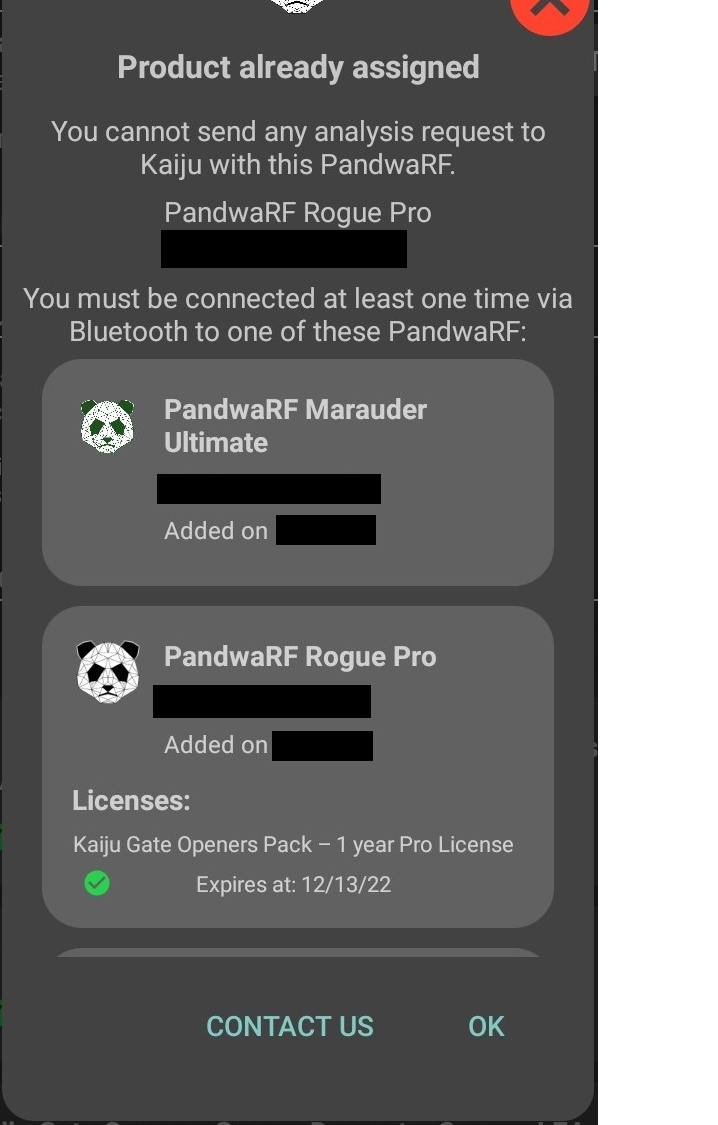 Product already assigned
You cannot send any analysis request to
Kaiju with this PandwaRF.
PandwaRF Rogue Pro
You must be connected at least one time via
Bluetooth to one of these PandwaRF:
PandwaRF Marauder
Ultimate
Added on
PandwaRF Rogue Pro
Added on
Licenses:
Kaiju Gate Openers Pack – 1 year Pro License
Expires at: 12/13/22
CONTACT US
OK